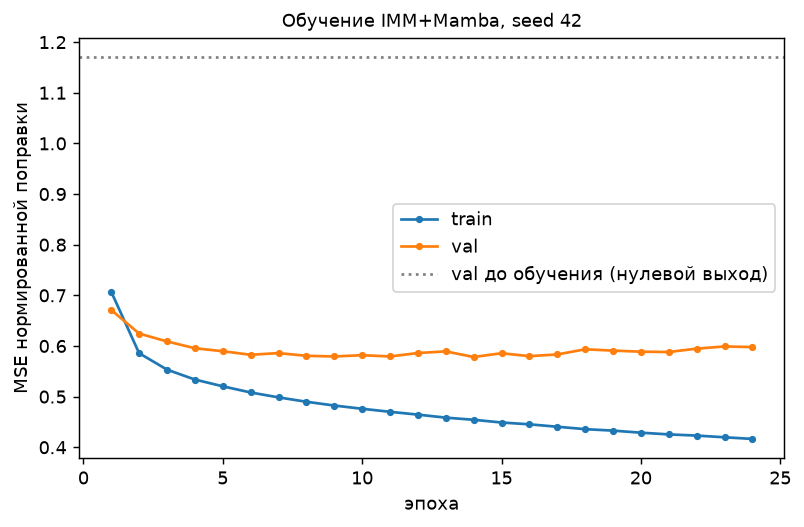 Обучение IMM+Mamba, seed 42
MSE нормированной поправки
1.2
1.1
1.0
0.9
0.8
0.7
0.6
0.5
0.4
train
val
val до обучения (нулевой выход)
0
5
10
15
20
25
эпоха